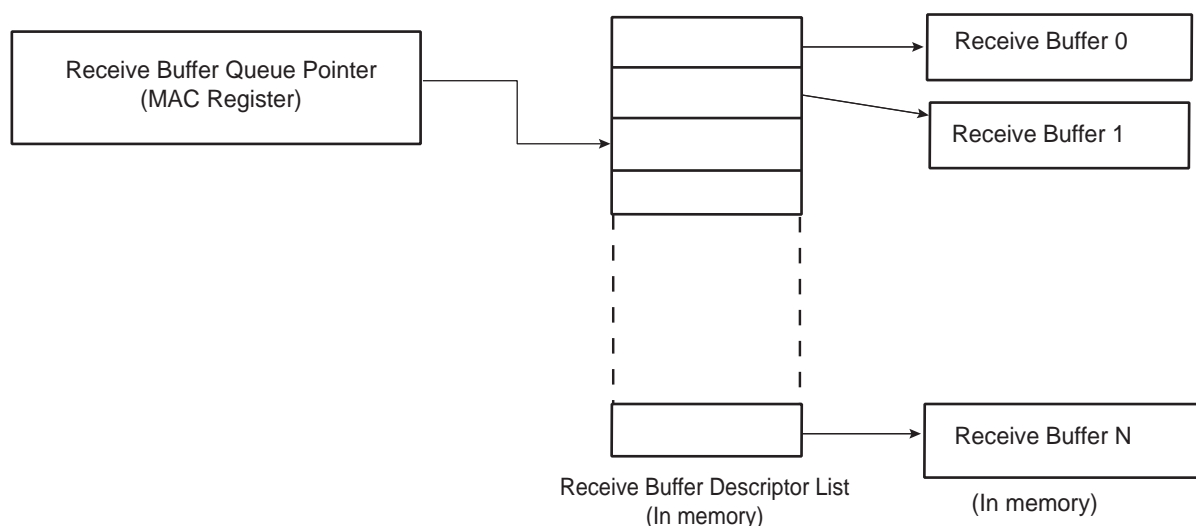 Receive Buffer Queue Pointer
(MAC Register)
Receive Buffer 0
Receive Buffer 1
Receive Buffer N
Receive Buffer Descriptor List
(In memory)
(In memory)